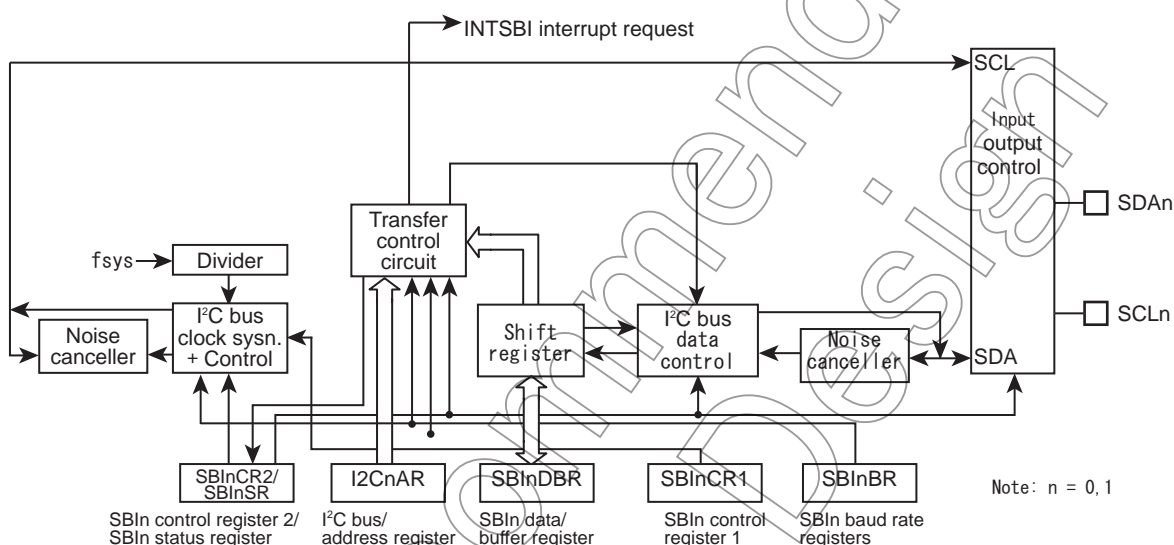 INTSBI interrupt request
SCL
Input
output
control
SDAn
Transfer
control
circuit
fsys
Divider
I²C bus
clock sysn.
+ Control
Noise
canceller
Shift
register
I²C bus
data
control
Noise
canceller
SDA
SCLn
SBInCR2/
SBInSR
I2CnAR
SBInDBR
SBInCR1
SBInBR
Note: n = 0,1
SBIn control register 2/
SBIn status register
I²C bus/
address register
SBIn data/
buffer register
SBIn control
register 1
SBIn baud rate
registers
Design